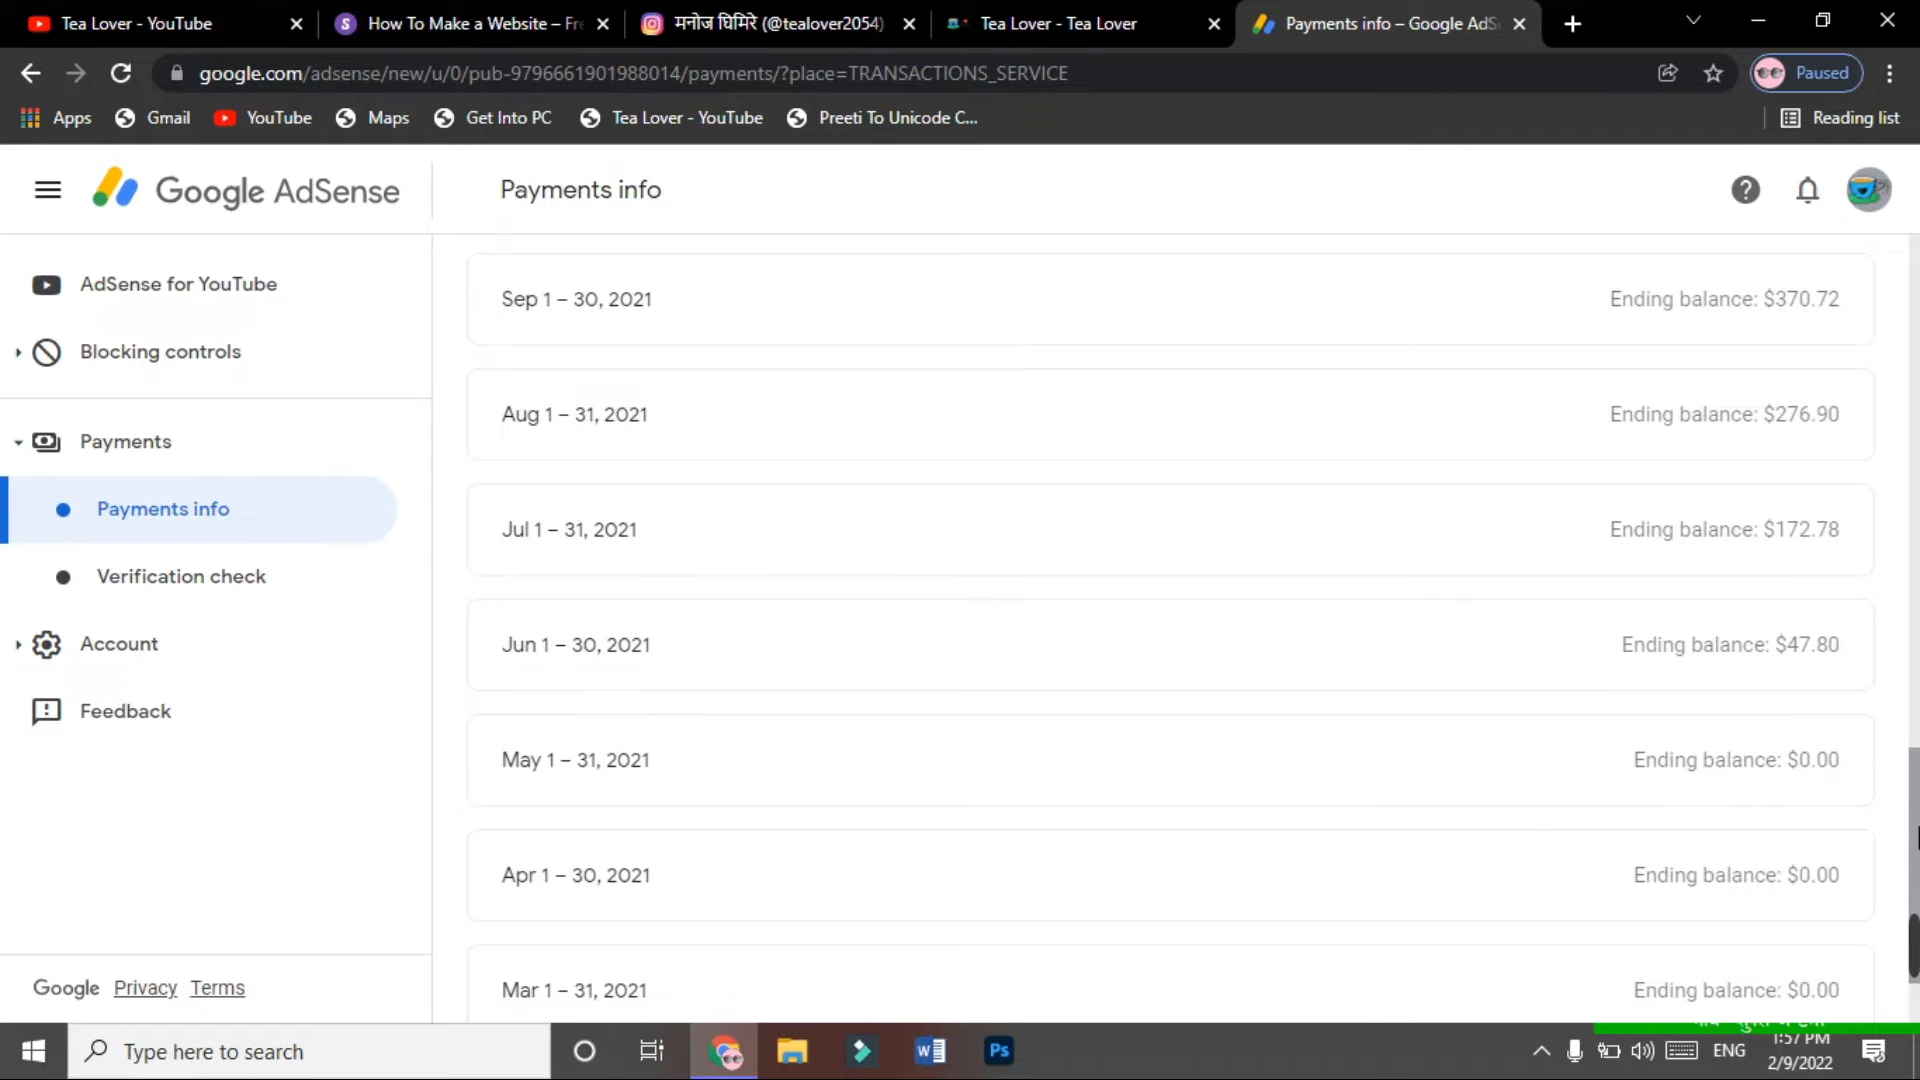 Tea Lover - YouTube
How To Make a Website – Fre
मनोज घिमिरे (@tealover2054)
Tea Lover - Tea Lover
Payments info – Google AdS
google.com/adsense/new/u/0/pub-9796661901988014/payments/?place=TRANSACTIONS_SERVICE
Paused
Apps
Gmail
YouTube
Maps
Get Into PC
Tea Lover - YouTube
Preeti To Unicode C...
Reading list
Google AdSense
Payments info
AdSense for YouTube
Blocking controls
Payments
Payments info
Verification check
Account
Feedback
Google Privacy Terms
Sep 1 – 30, 2021 Ending balance: $370.72
Aug 1 – 31, 2021 Ending balance: $276.90
Jul 1 – 31, 2021 Ending balance: $172.78
Jun 1 – 30, 2021 Ending balance: $47.80
May 1 – 31, 2021 Ending balance: $0.00
Apr 1 – 30, 2021 Ending balance: $0.00
Mar 1 – 31, 2021 Ending balance: $0.00
Type here to search
W
Ps
ENG
1:57 PM
2/9/2022